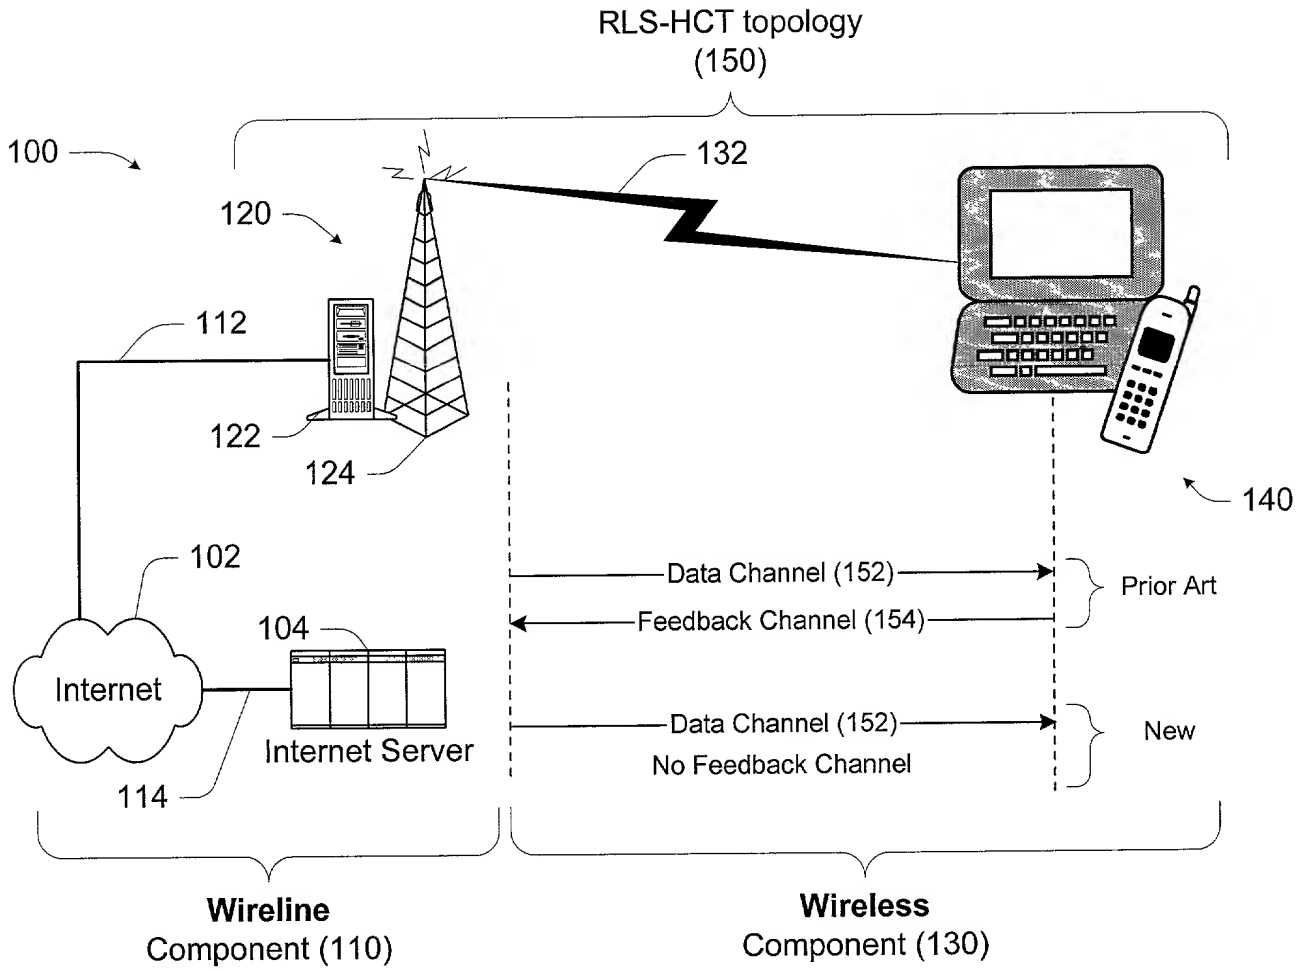 RLS-HCT topology
(150)
100
132
120
112
122
124
140
102
Data Channel (152)
Prior Art
Feedback Channel (154)
104
Internet
Data Channel (152)
New
Internet Server
No Feedback Channel
114
Wireline
Component (110)
Wireless
Component (130)